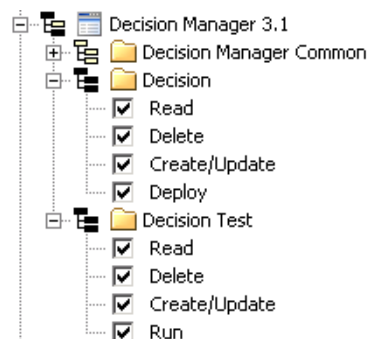 Decision Manager 3.1
Decision Manager Common
Decision
Read
Delete
Create/Update
Deploy
Decision Test
Read
Delete
Create/Update
Run